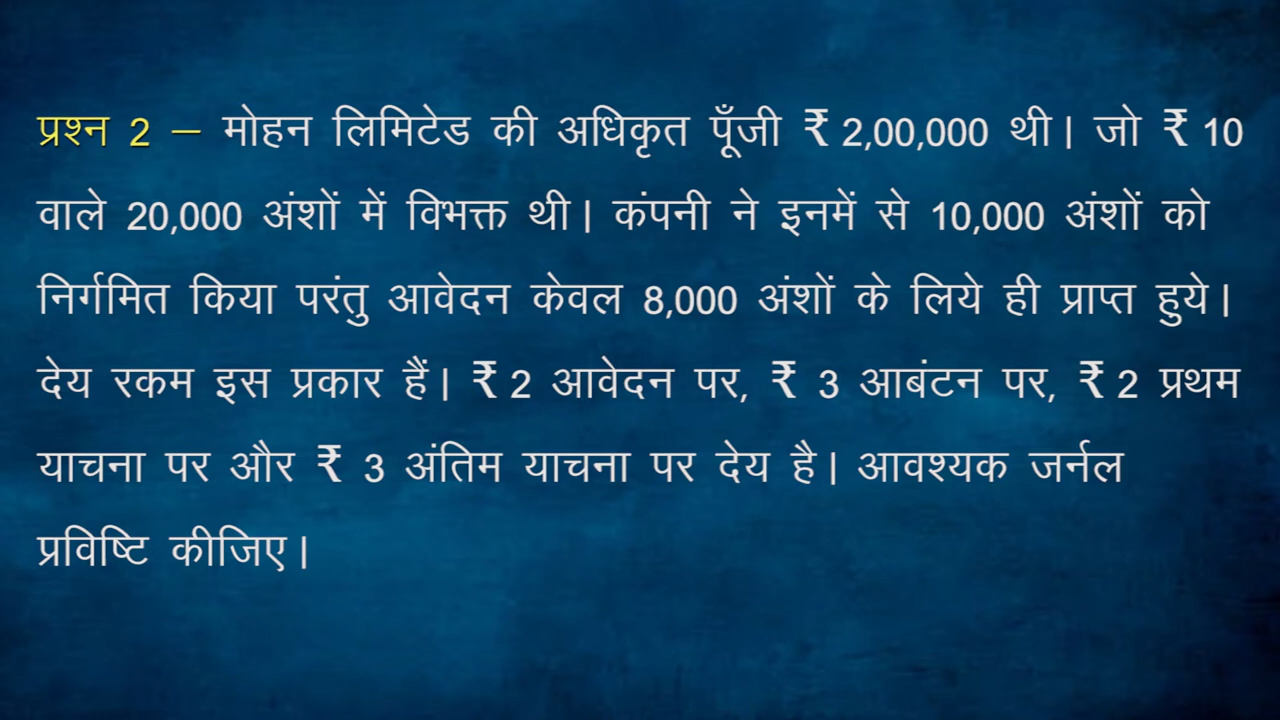 प्रश्न 2 – मोहन लिमिटेड की अधिकृत पूँजी ₹ 2,00,000 थी। जो ₹ 10
वाले 20,000 अंशों में विभक्त थी। कंपनी ने इनमें से 10,000 अंशों को
निर्गमित किया परंतु आवेदन केवल 8,000 अंशों के लिये ही प्राप्त हुये।
देय रकम इस प्रकार हैं। ₹ 2 आवेदन पर, ₹ 3 आबंटन पर, ₹ 2 प्रथम
याचना पर और ₹ 3 अंतिम याचना पर देय है। आवश्यक जर्नल
प्रविष्टि कीजिए।